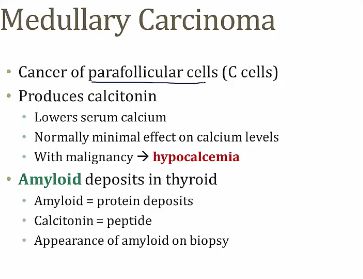 Medullary Carcinoma
• Cancer of parafollicular cells (C cells)
• Produces calcitonin
• Lowers serum calcium
• Normally minimal effect on calcium levels
• With malignancy → hypocalcemia
• Amyloid deposits in thyroid
• Amyloid = protein deposits
• Calcitonin = peptide
• Appearance of amyloid on biopsy